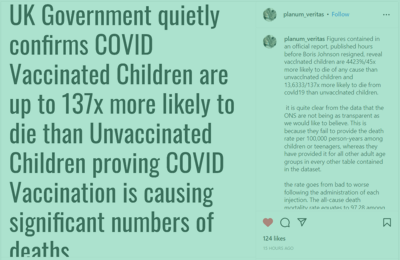 UK Government quietly
confirms COVID
Vaccinated Children are
up to 137x more likely to
die than Unvaccinated
Children proving COVID
Vaccination is causing
significant numbers of
deaths
planum_veritas • Follow
planum_veritas Figures contained in
an official report, published hours
before Boris Johnson resigned, reveal
vaccinated children are 4423%/45x
more likely to die of any cause than
unvaccinated children and
13,633/137x more likely to die from
covid19 than unvaccinated children.
it is quite clear from the data that the
ONS are not being as transparent as
we would like to believe. This is
because they fail to provide the death
rate per 100,000 person-years among
children or teenagers, whereas they
have provided it for all other adult age
groups in every other table contained
in the dataset.
the rate goes from bad to worse
following the administration of each
injection. The all-cause death
mortality rate equates to 97.28 among
124 likes
HOURS AGO